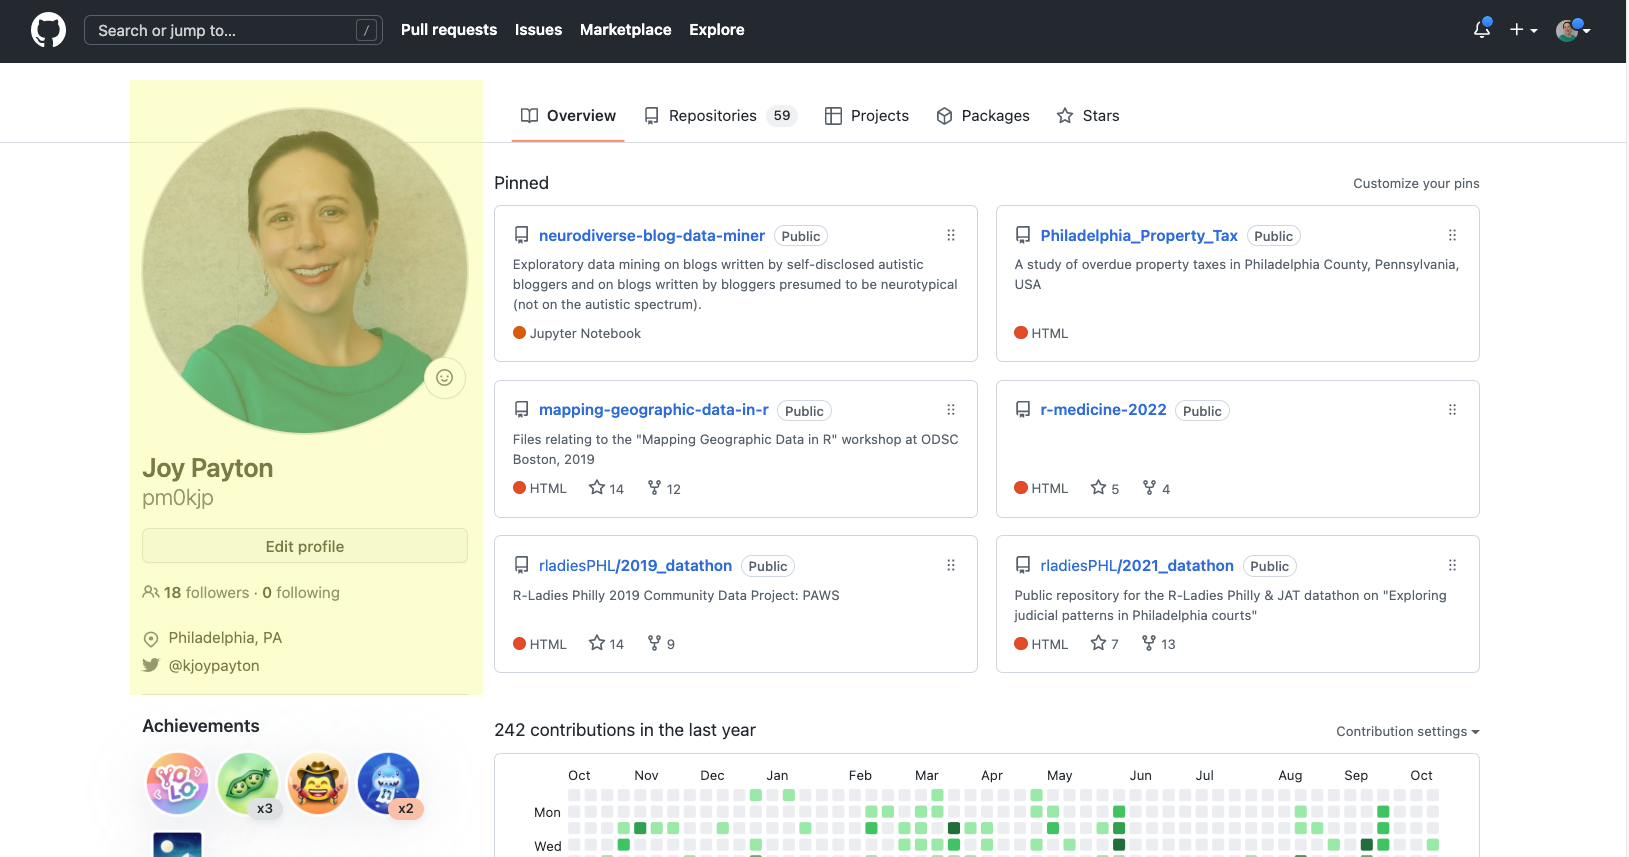 Search or jump to...
/
Pull requests
Issues
Marketplace
Explore
Overview
Repositories 59
Projects
Packages
Stars
Joy Payton
pm0kjp
Edit profile
18 followers · 0 following
Philadelphia, PA
@kjoypayton
Achievements
YOLO
x3
x2
Pinned
Customize your pins
neurodiverse-blog-data-miner Public
Exploratory data mining on blogs written by self-disclosed autistic
bloggers and on blogs written by bloggers presumed to be neurotypical
(not on the autistic spectrum).
Jupyter Notebook
Philadelphia_Property_Tax Public
A study of overdue property taxes in Philadelphia County, Pennsylvania,
USA
HTML
mapping-geographic-data-in-r Public
Files relating to the "Mapping Geographic Data in R" workshop at ODSC
Boston, 2019
HTML 14 12
r-medicine-2022 Public
HTML 5 4
rladiesPHL/2019_datathon Public
R-Ladies Philly 2019 Community Data Project: PAWS
HTML 14 9
rladiesPHL/2021_datathon Public
Public repository for the R-Ladies Philly & JAT datathon on "Exploring
judicial patterns in Philadelphia courts"
HTML 7 13
242 contributions in the last year
Contribution settings
Oct Nov Dec Jan Feb Mar Apr May Jun Jul Aug Sep Oct
Mon
Wed